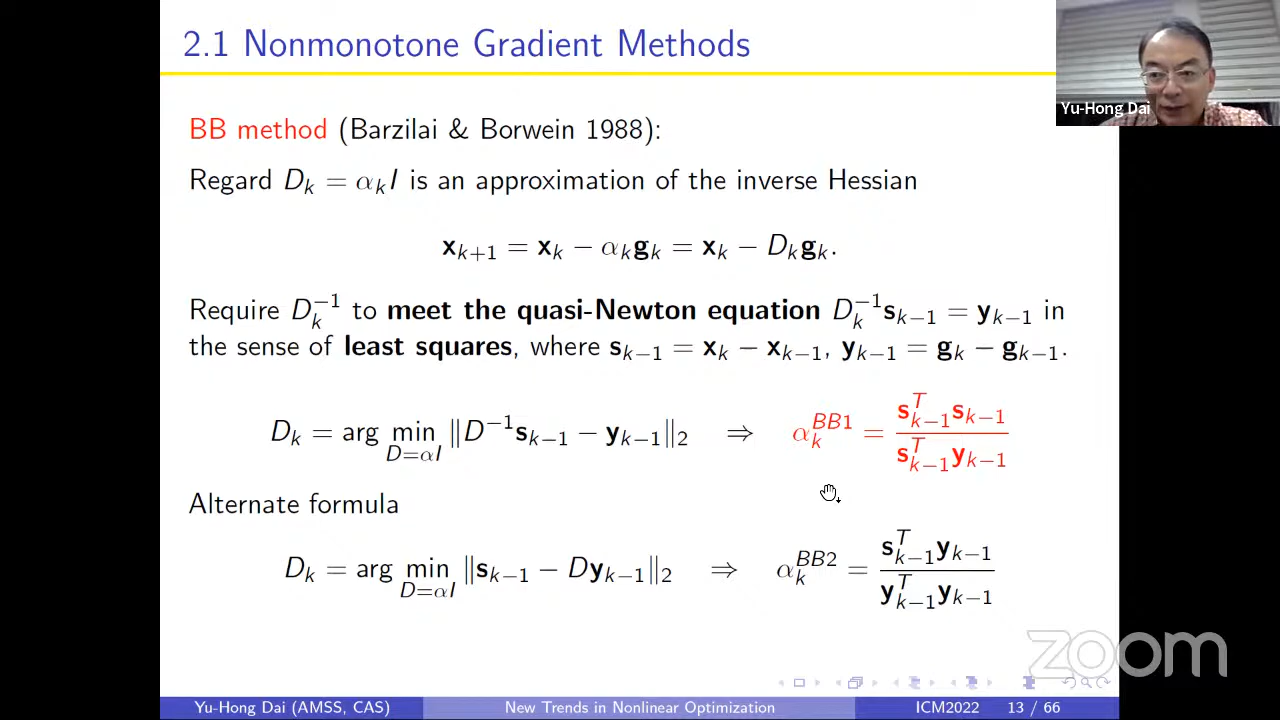 2.1 Nonmonotone Gradient Methods
Yu-Hong Dai
BB method (Barzilai & Borwein 1988):
Regard D_k = α_k I is an approximation of the inverse Hessian
x_{k+1} = x_k − α_k g_k = x_k − D_k g_k.
Require D_k^{−1} to meet the quasi-Newton equation D_k^{−1} s_{k−1} = y_{k−1} in
the sense of least squares, where s_{k−1} = x_k − x_{k−1}, y_{k−1} = g_k − g_{k−1}.
D_k = arg min_{D=αI} ‖D^{−1} s_{k−1} − y_{k−1}‖_2 ⇒ α_k^{BB1} = \frac{s_{k−1}^T s_{k−1}}{s_{k−1}^T y_{k−1}}
Alternate formula
D_k = arg min_{D=αI} ‖s_{k−1} − D y_{k−1}‖_2 ⇒ α_k^{BB2} = \frac{s_{k−1}^T y_{k−1}}{y_{k−1}^T y_{k−1}}
zoom
Yu-Hong Dai (AMSS, CAS) New Trends in Nonlinear Optimization ICM2022 13 / 66